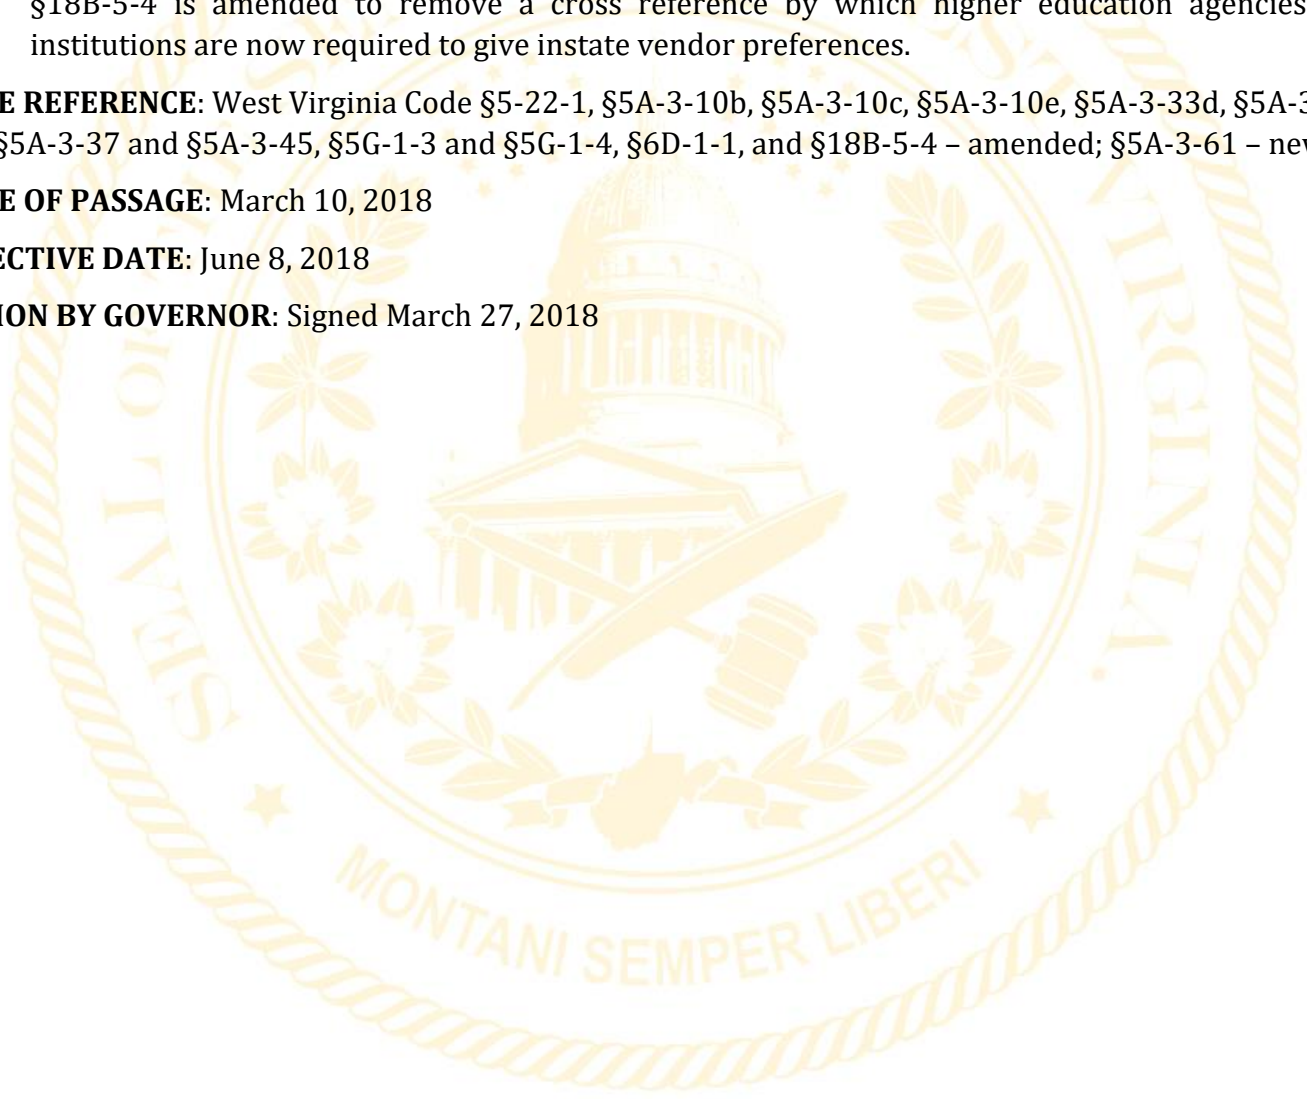 §18B-5-4 is amended to remove a cross reference by which higher education agencies
institutions are now required to give instate vendor preferences.
E REFERENCE: West Virginia Code §5-22-1, §5A-3-10b, §5A-3-10c, §5A-3-10e, §5A-3-33d, §5A-3
§5A-3-37 and §5A-3-45, §5G-1-3 and §5G-1-4, §6D-1-1, and §18B-5-4 – amended; §5A-3-61 – new
E OF PASSAGE: March 10, 2018
ECTIVE DATE: June 8, 2018
ION BY GOVERNOR: Signed March 27, 2018
VIRGINIA
MONTANI SEMPER LIBERI